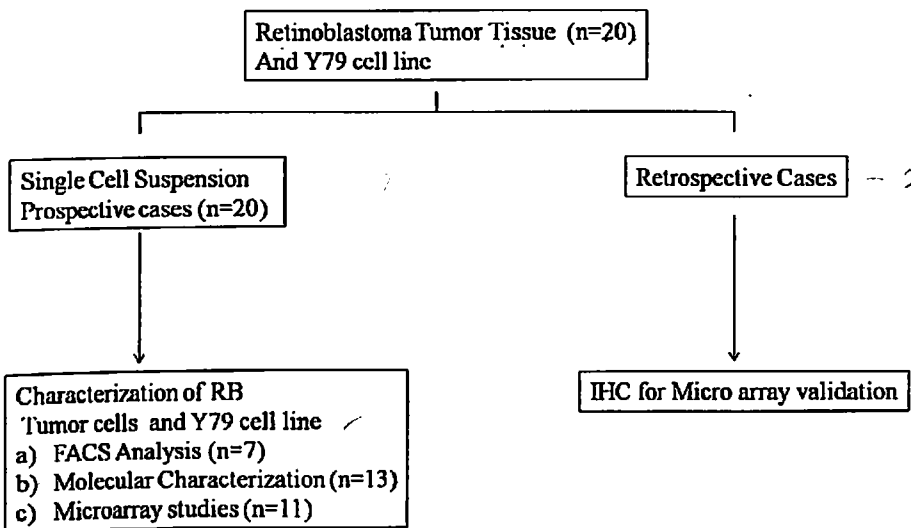 Retinoblastoma Tumor Tissue (n=20)
And Y79 cell line
Single Cell Suspension
Prospective cases (n=20)
Retrospective Cases
Characterization of RB
Tumor cells and Y79 cell line
a) FACS Analysis (n=7)
b) Molecular Characterization (n=13)
c) Microarray studies (n=11)
IHC for Micro array validation